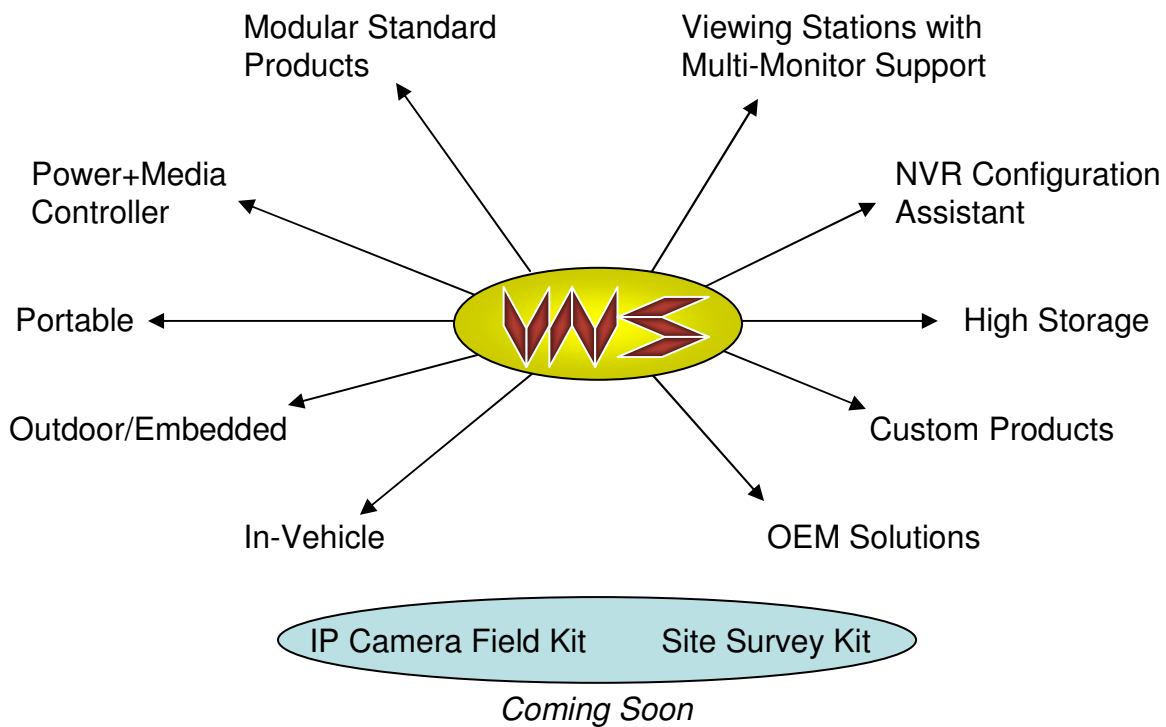 Modular Standard
Products
Viewing Stations with
Multi-Monitor Support
Power+Media
Controller
NVR Configuration
Assistant
VNS
Portable
High Storage
Outdoor/Embedded
Custom Products
In-Vehicle
OEM Solutions
IP Camera Field Kit
Site Survey Kit
Coming Soon